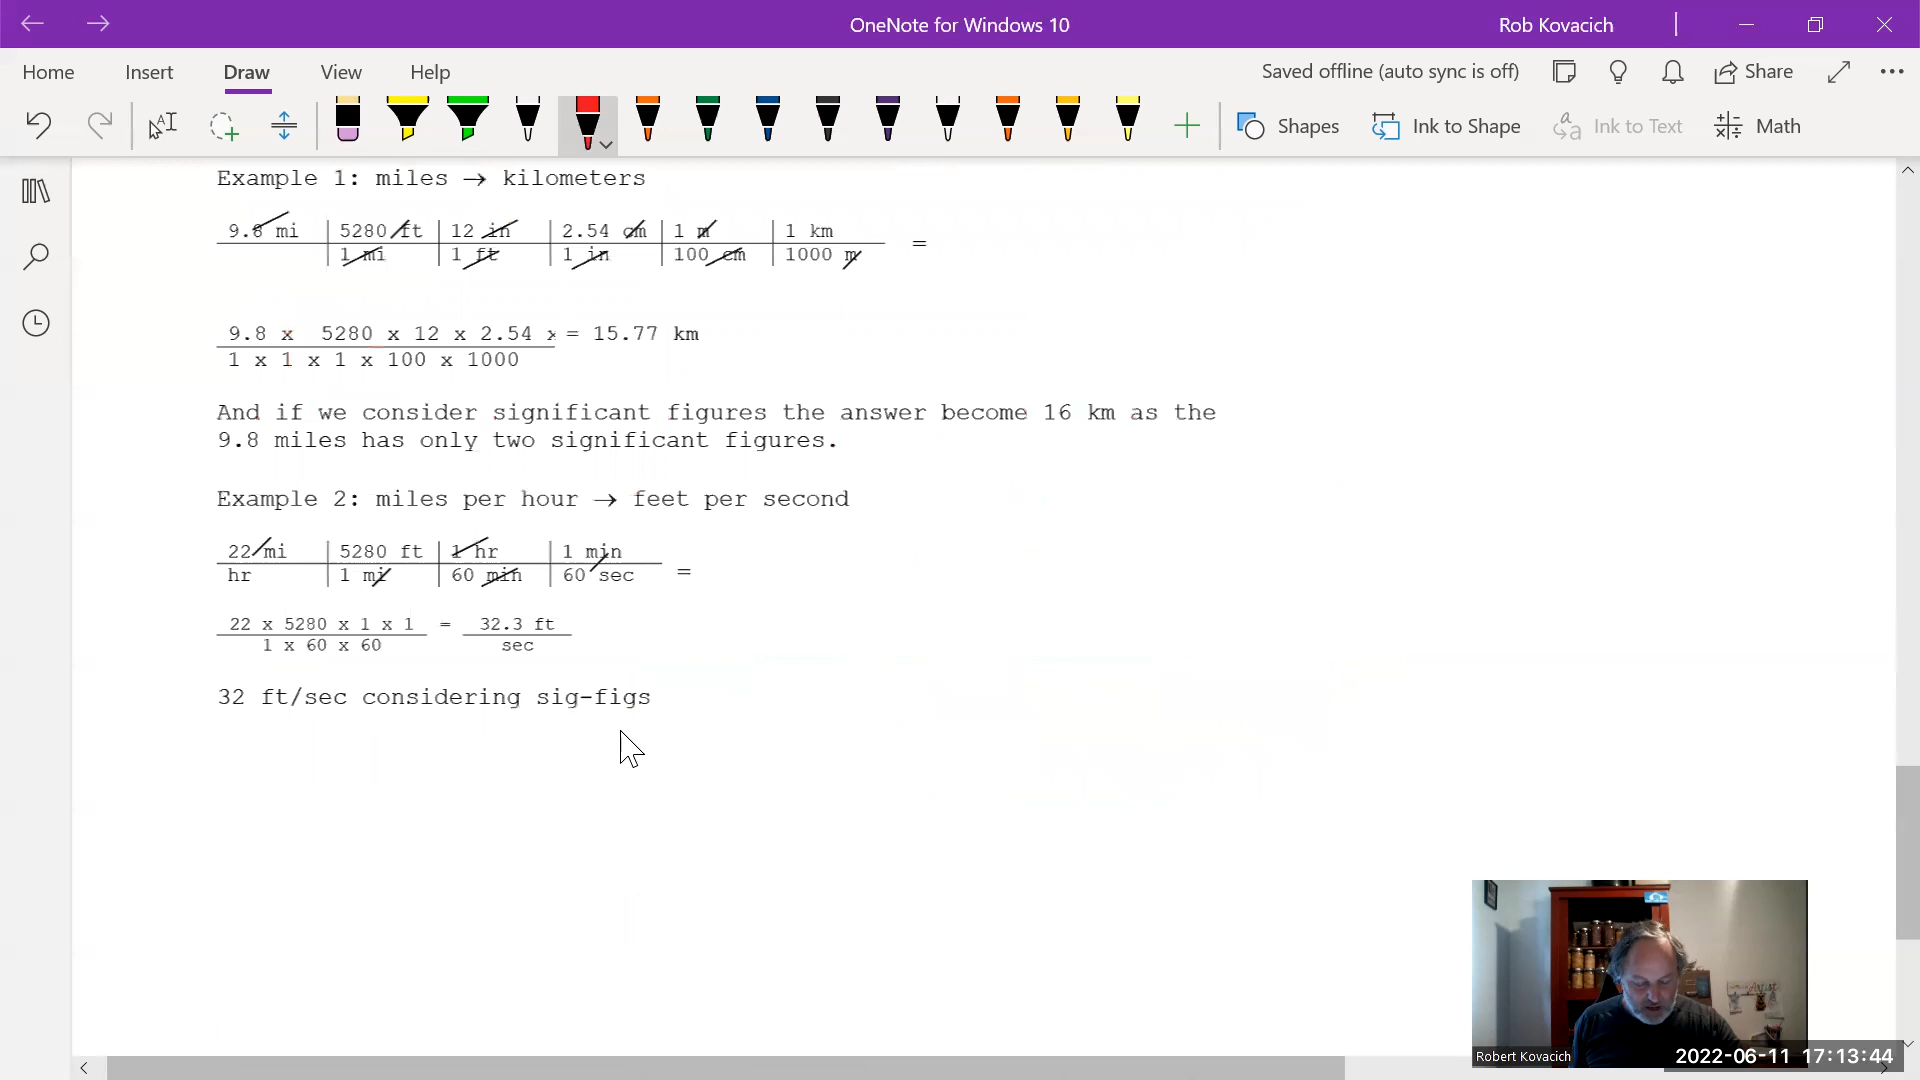 OneNote for Windows 10
Rob Kovacich
Home Insert Draw View Help
Saved offline (auto sync is off)
Share
Shapes
Ink to Shape
Ink to Text
Math
Example 1: miles → kilometers
9.8 mi | 5280 ft | 12 in | 2.54 cm | 1 m | 1 km
1 mi | 1 ft | 1 in | 100 cm | 1000 m =
9.8 x 5280 x 12 x 2.54 x = 15.77 km
1 x 1 x 1 x 100 x 1000
And if we consider significant figures the answer become 16 km as the
9.8 miles has only two significant figures.
Example 2: miles per hour → feet per second
22 mi | 5280 ft | 1 hr | 1 min
hr | 1 mi | 60 min | 60 sec =
22 x 5280 x 1 x 1 = 32.3 ft
1 x 60 x 60 sec
32 ft/sec considering sig-figs
Robert Kovacich
2022-06-11 17:13:44